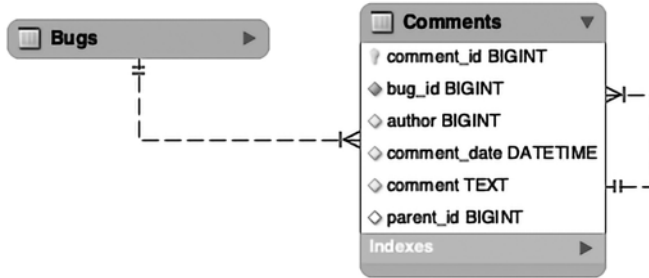 Bugs
Comments
comment_id BIGINT
bug_id BIGINT
author BIGINT
comment_date DATETIME
comment TEXT
parent_id BIGINT
Indexes